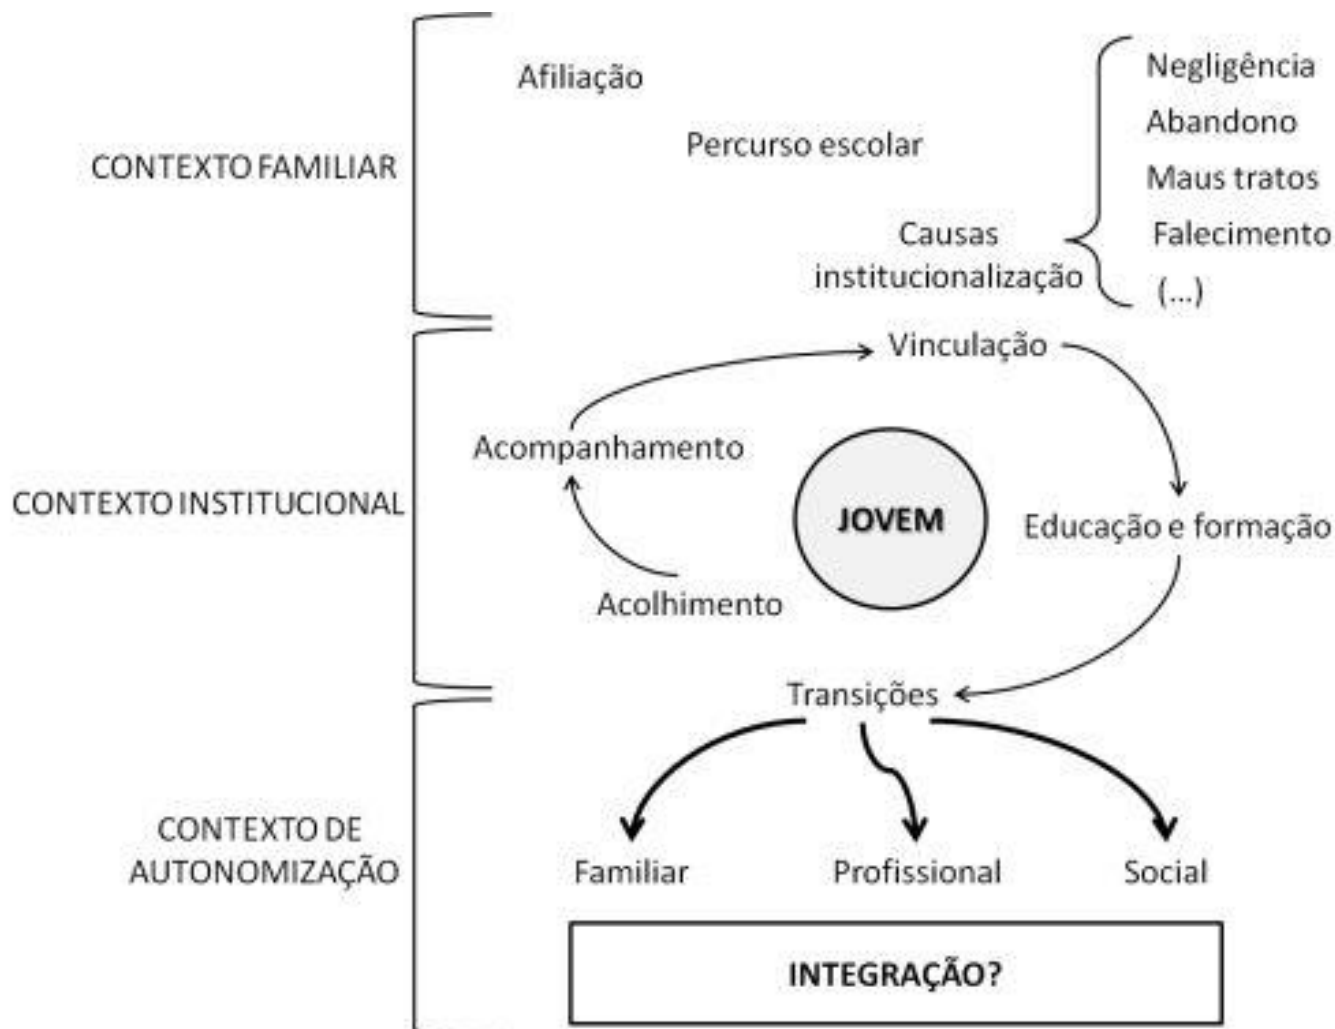 Afiliação
Negligência
Abandono
Percurso escolar
CONTEXTO FAMILIAR
Maus tratos
Causas
institucionalização
Falecimento
(...)
Vinculação
Acompanhamento
CONTEXTO INSTITUCIONAL
JOVEM
Educação e formação
Acolhimento
Transições
CONTEXTO DE
AUTONOMIZAÇÃO
Familiar
Profissional
Social
INTEGRAÇÃO?